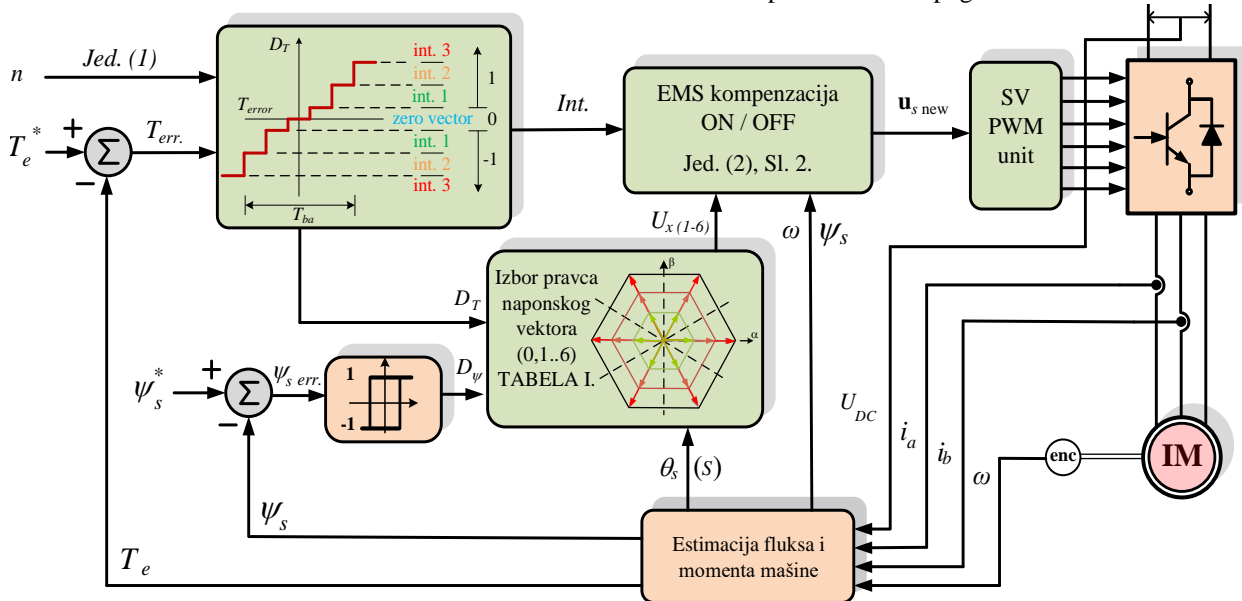 n
Jed. (1)
D_T
T_error
int. 3
int. 2
int. 1
zero vector
int. 1
int. 2
int. 3
1
0
-1
T_ba
T_e*
+
Σ
−
T_err.
Int.
EMS kompenzacija
ON / OFF
Jed. (2), Sl. 2.
u_s new
SV
PWM
unit
U_x (1-6)
ω
ψ_s
D_T
Izbor pravca
naponskog
vektora
(0,1..6)
TABELA I.
β
α
ψ_s*
+
Σ
−
ψ_s err.
1
-1
D_ψ
θ_s (s)
U_DC
i_a
i_b
ω
enc
IM
ψ_s
T_e
Estimacija fluksa i
momenta mašine